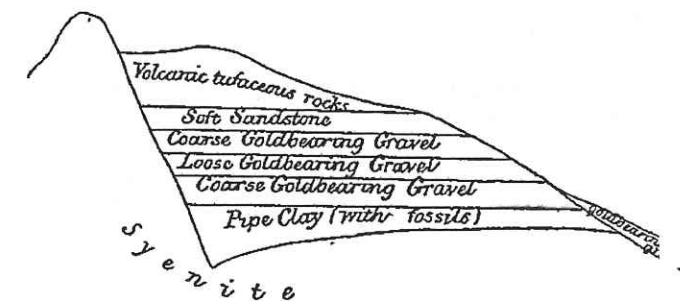 Volcanic tufaceous rocks
Soft Sandstone
Coarse Goldbearing Gravel
Loose Goldbearing Gravel
Coarse Goldbearing Gravel
Pipe Clay (with fossils)
Syenite